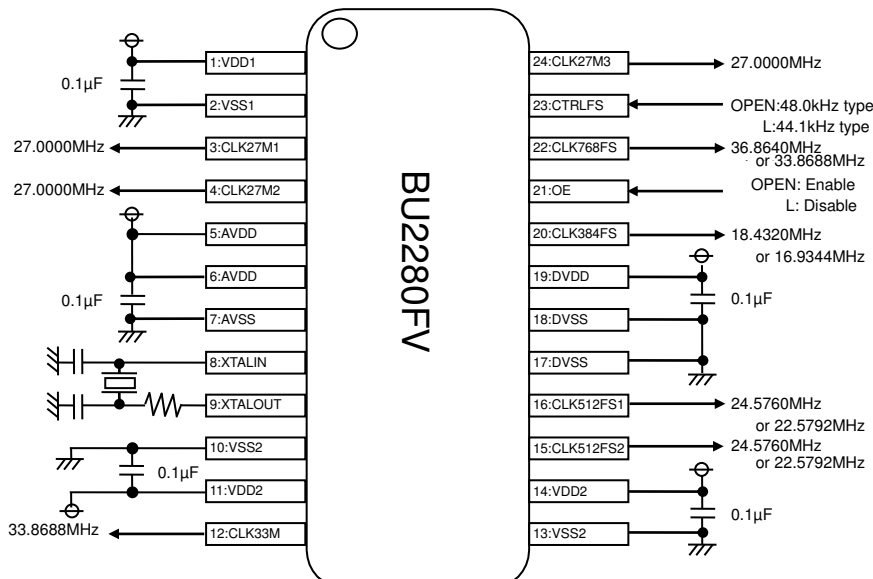 1:VDD1
0.1µF
2:VSS1
27.0000MHz
3:CLK27M1
27.0000MHz
4:CLK27M2
5:AVDD
6:AVDD
0.1µF
7:AVSS
8:XTALIN
9:XTALOUT
10:VSS2
0.1µF
11:VDD2
33.8688MHz
12:CLK33M
BU2280FV
24:CLK27M3
27.0000MHz
23:CTRLFS
OPEN:48.0kHz type
L:44.1kHz type
22:CLK768FS
36.8640MHz
or 33.8688MHz
21:OE
OPEN: Enable
L: Disable
20:CLK384FS
18.4320MHz
or 16.9344MHz
19:DVDD
0.1µF
18:DVSS
17:DVSS
16:CLK512FS1
24.5760MHz
or 22.5792MHz
15:CLK512FS2
24.5760MHz
or 22.5792MHz
14:VDD2
0.1µF
13:VSS2